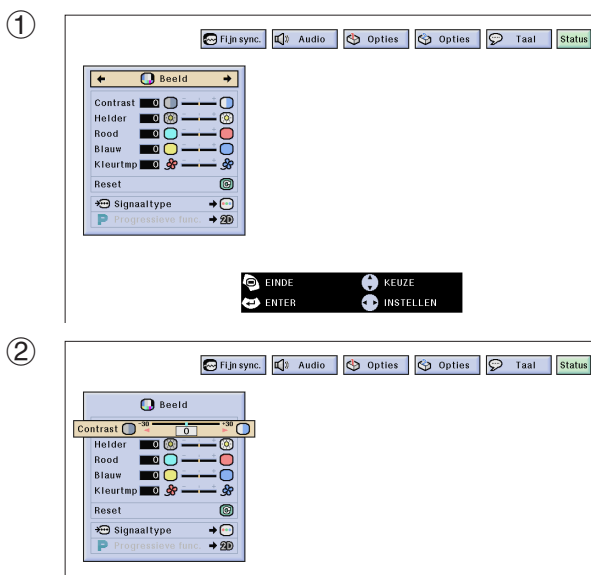 ①
Fijn sync. Audio Opties Opties Taal Status
Beeld
Contrast 0
Helder 0
Rood 0
Blauw 0
Kleurtmp 0
Reset
Signaaltype
P Progressieve func. 2D
EINDE KEUZE
ENTER INSTELLEN
②
Fijn sync. Audio Opties Opties Taal Status
Beeld
Contrast -30 0 +30
Helder 0
Rood 0
Blauw 0
Kleurtmp 0
Reset
Signaaltype
P Progressieve func. 2D